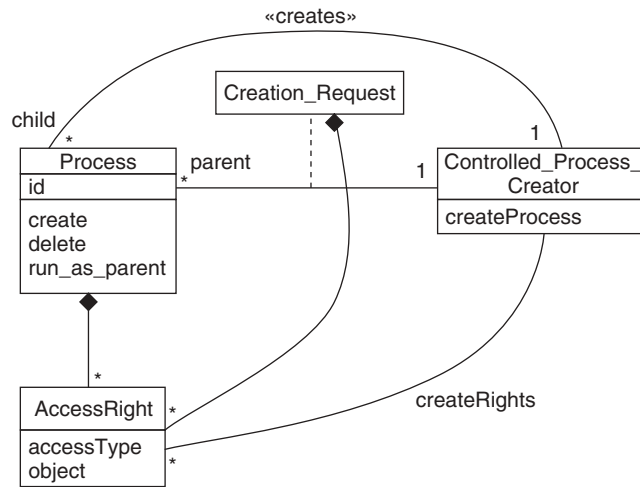 «creates»
Creation_Request
child
*
1
Process
parent
1
Controlled_Process_
Creator
id
*
createProcess
create
delete
run_as_parent
*
AccessRight
*
createRights
accessType
object
*